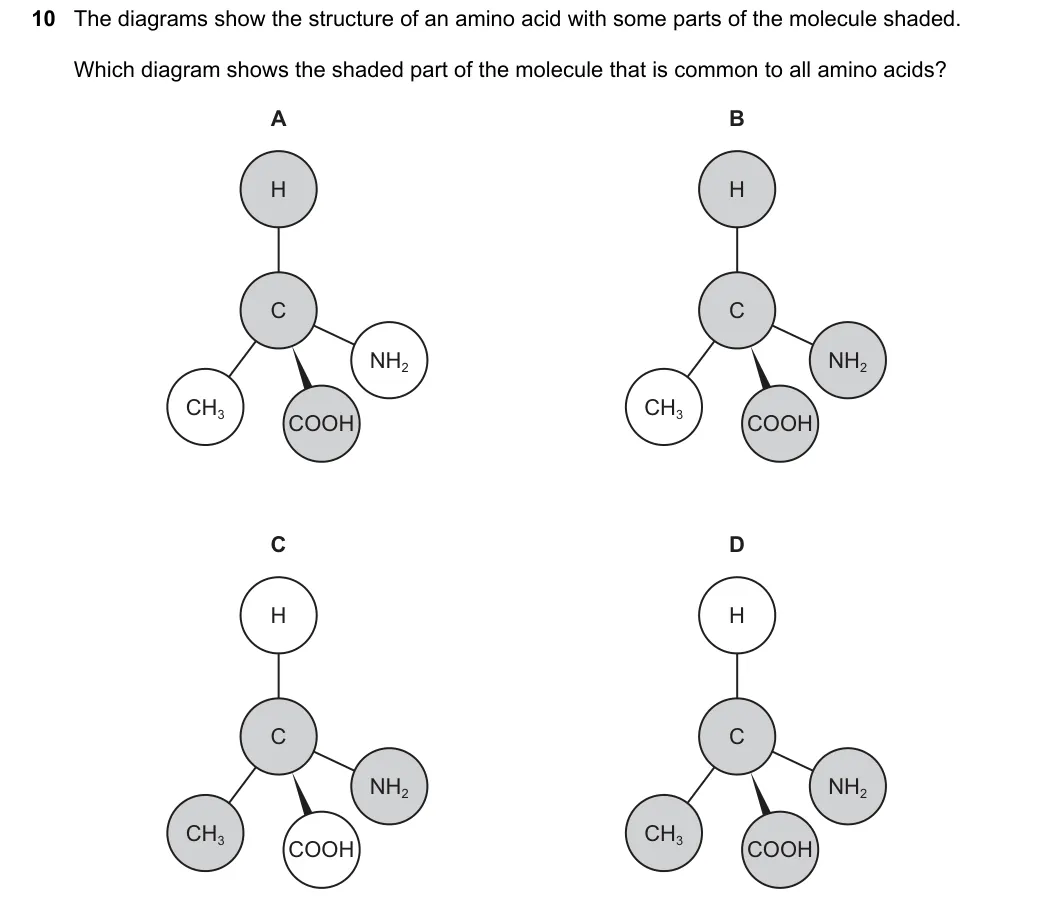 10 The diagrams show the structure of an amino acid with some parts of the molecule shaded.
Which diagram shows the shaded part of the molecule that is common to all amino acids?
A
H
C
NH₂
CH₃
COOH
B
H
C
NH₂
CH₃
COOH
C
H
C
NH₂
CH₃
COOH
D
H
C
NH₂
CH₃
COOH